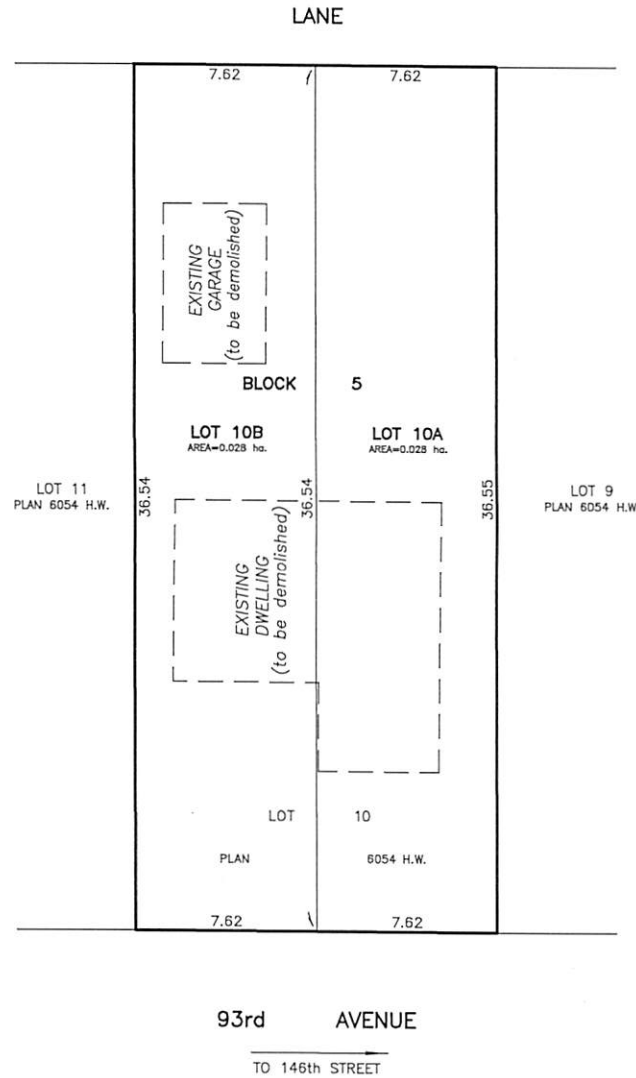 LANE
7.62 7.62
EXISTING
GARAGE
(to be demolished)
BLOCK 5
LOT 10B
AREA=0.028 ha.
LOT 10A
AREA=0.028 ha.
LOT 11
PLAN 6054 H.W.
36.54
36.54
36.55
LOT 9
PLAN 6054 H.W
EXISTING
DWELLING
(to be demolished)
LOT 10
PLAN 6054 H.W.
7.62 7.62
93rd AVENUE
TO 146th STREET